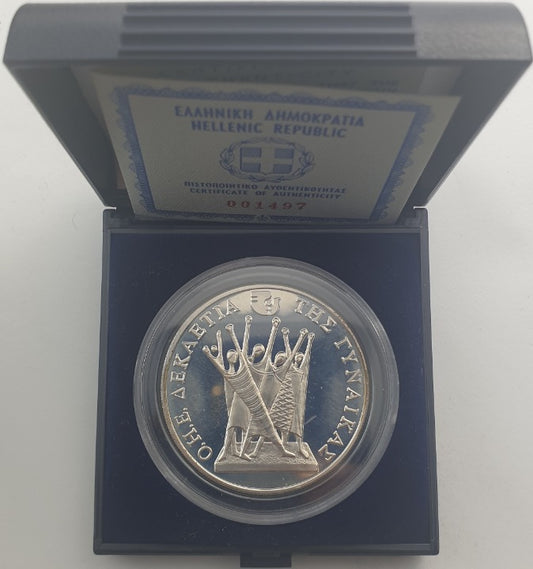 ΕΛΛΗΝΙΚΗ ΔΗΜΟΚΡΑΤΙΑ
HELLENIC REPUBLIC
ΠΙΣΤΟΠΟΙΗΤΙΚΟ ΑΥΘΕΝΤΙΚΟΤΗΤΑΣ
CERTIFICATE OF AUTHENTICITY
001497
Ο.Η.Ε. ΔΕΚΑΕΤΙΑ ΤΗΣ ΓΥΝΑΙΚΑΣ